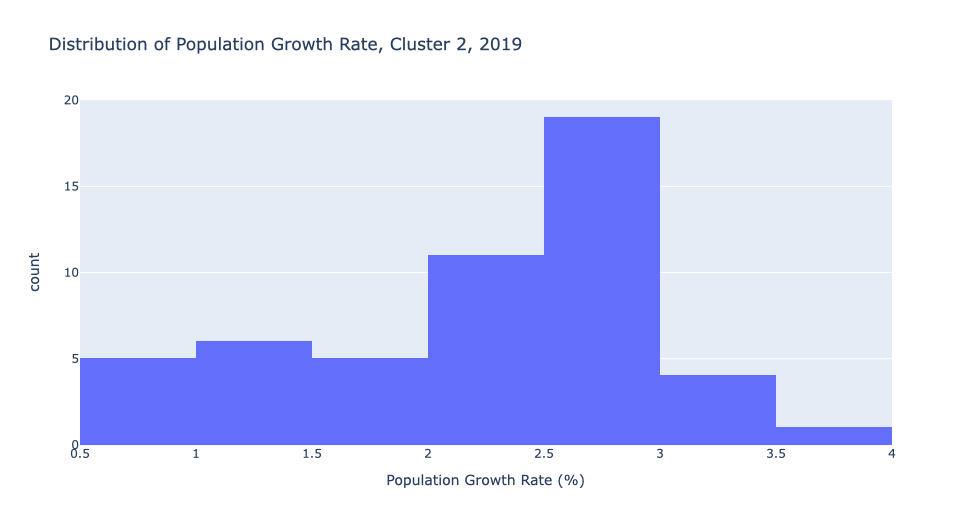 Distribution of Population Growth Rate, Cluster 2, 2019
20
15
10
5
0
count
0.5 1 1.5 2 2.5 3 3.5 4
Population Growth Rate (%)